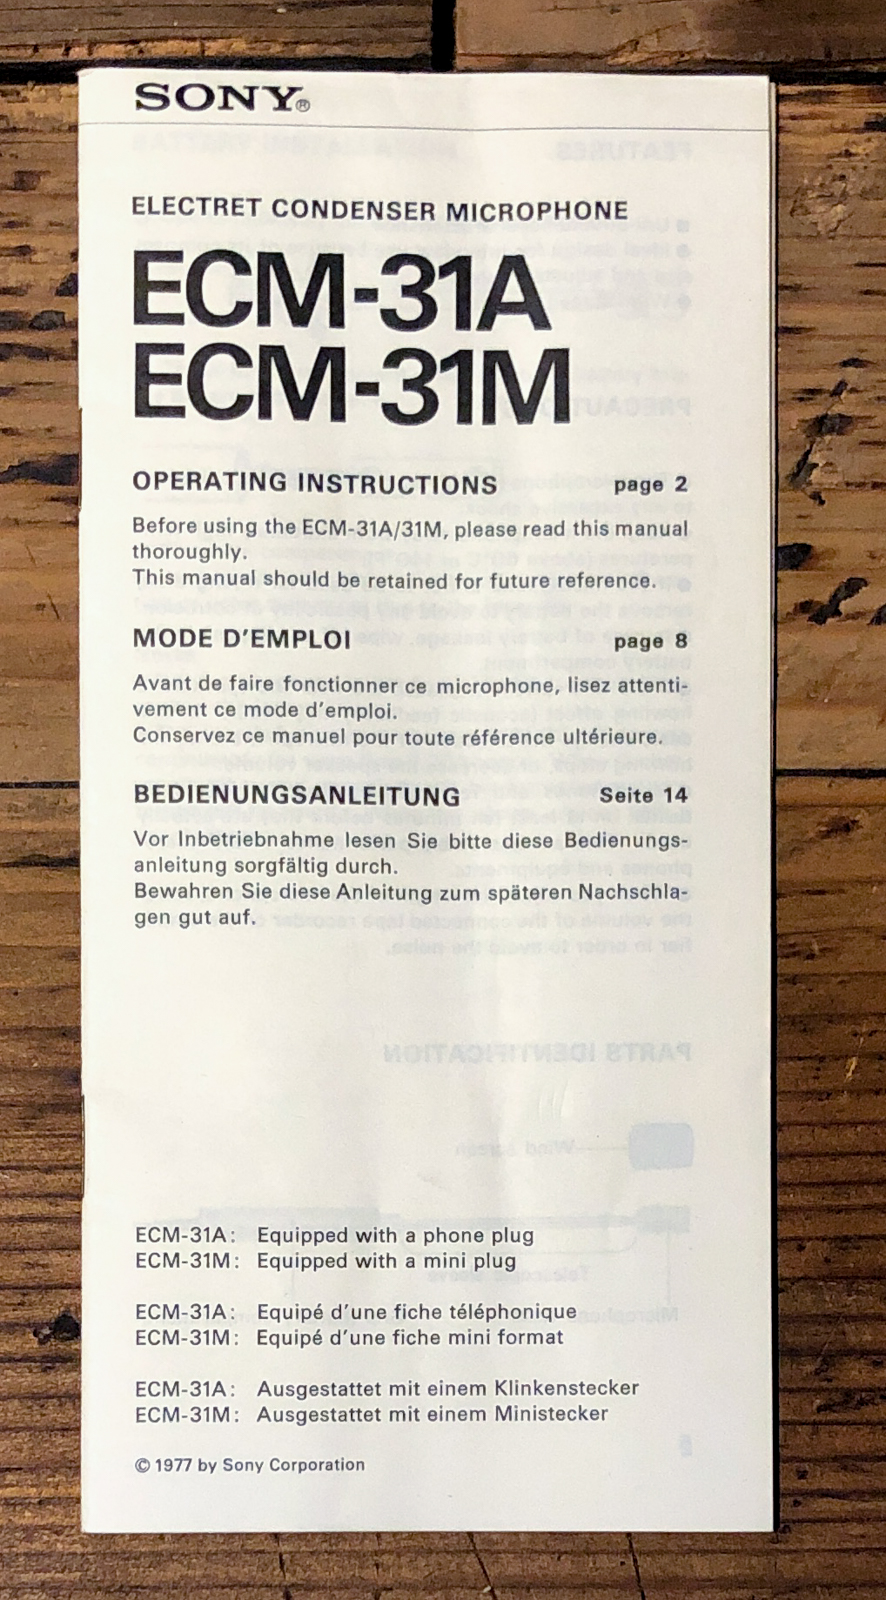 SONY®
ELECTRET CONDENSER MICROPHONE
ECM-31A
ECM-31M
OPERATING INSTRUCTIONS page 2
Before using the ECM-31A/31M, please read this manual
thoroughly.
This manual should be retained for future reference.
MODE D'EMPLOI page 8
Avant de faire fonctionner ce microphone, lisez attenti-
vement ce mode d'emploi.
Conservez ce manuel pour toute référence ultérieure.
BEDIENUNGSANLEITUNG Seite 14
Vor Inbetriebnahme lesen Sie bitte diese Bedienungs-
anleitung sorgfältig durch.
Bewahren Sie diese Anleitung zum späteren Nachschla-
gen gut auf.
PARTS IDENTIFICATION
Wind screen
ECM-31A: Equipped with a phone plug
ECM-31M: Equipped with a mini plug
ECM-31A: Equipé d'une fiche téléphonique
ECM-31M: Equipé d'une fiche mini format
ECM-31A: Ausgestattet mit einem Klinkenstecker
ECM-31M: Ausgestattet mit einem Ministecker
© 1977 by Sony Corporation